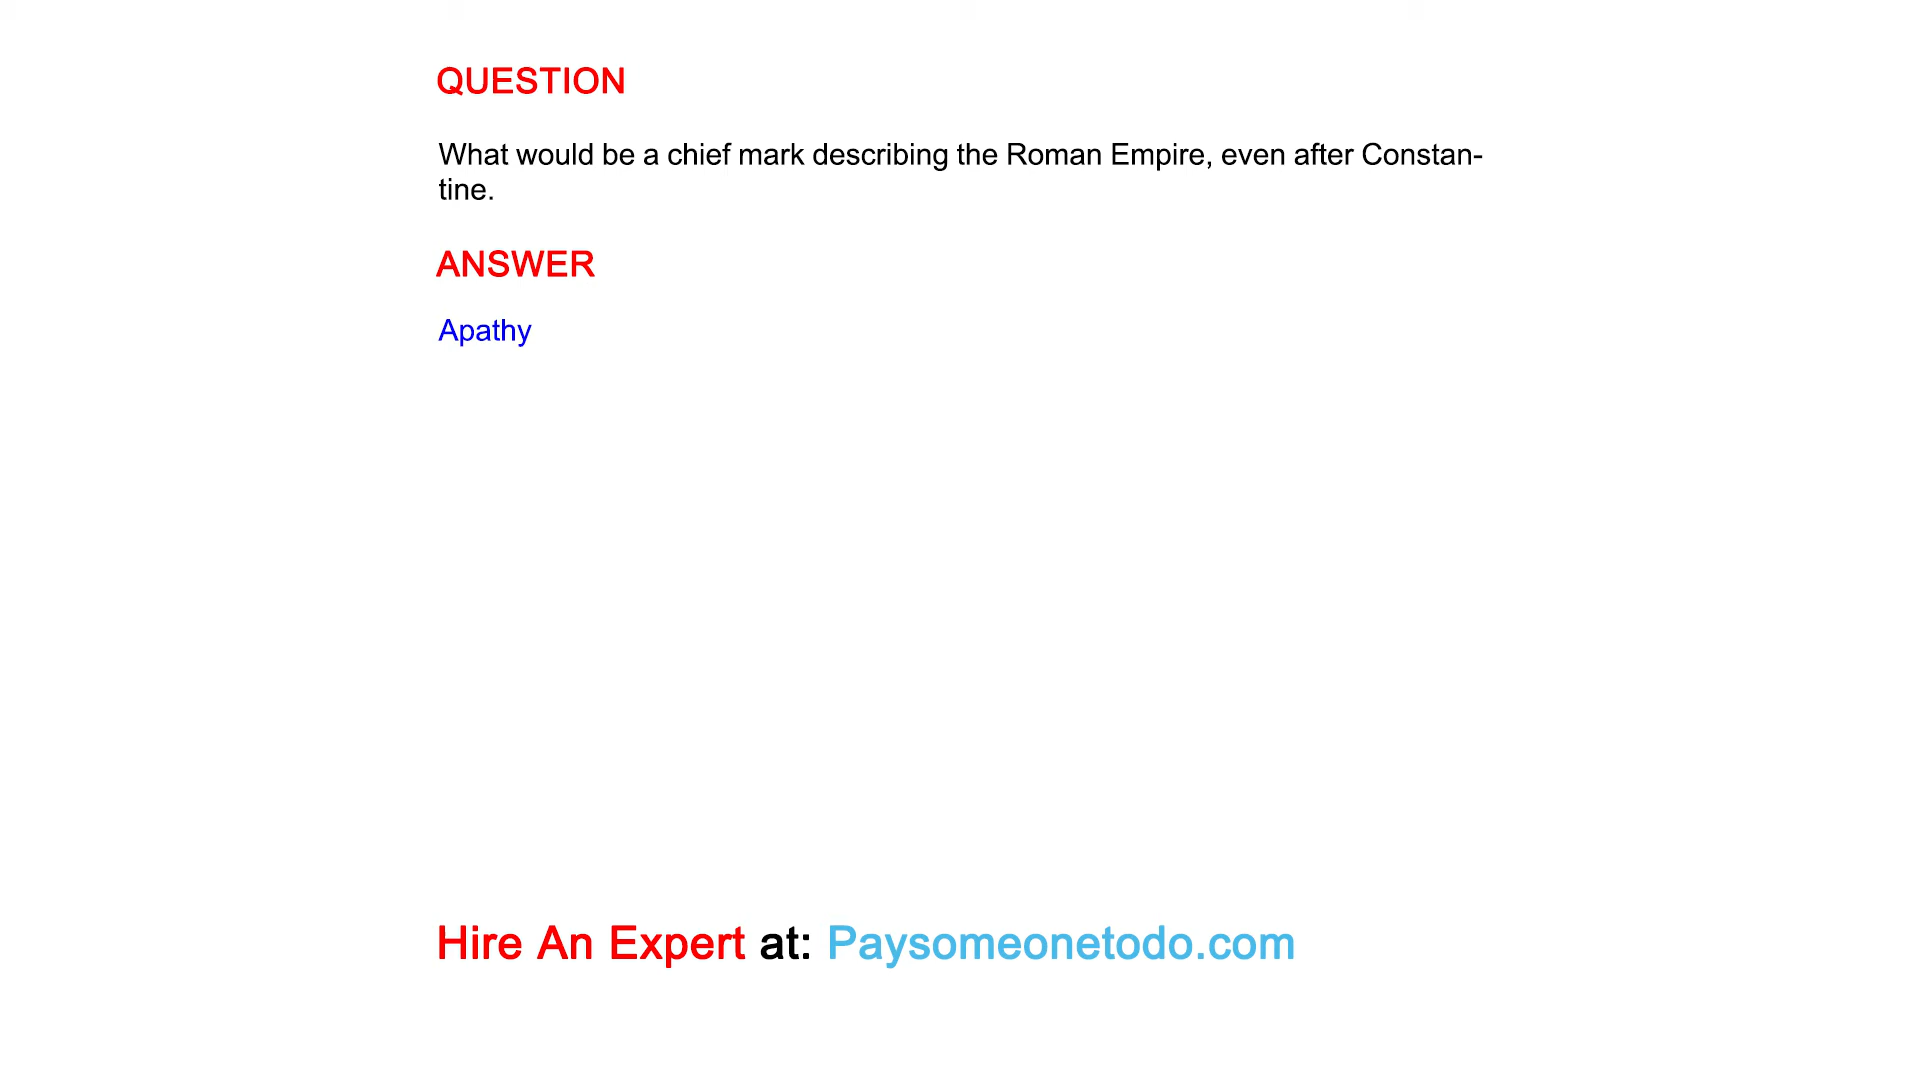 QUESTION
What would be a chief mark describing the Roman Empire, even after Constan-
tine.
ANSWER
Apathy
Hire An Expert at: Paysomeonetodo.com